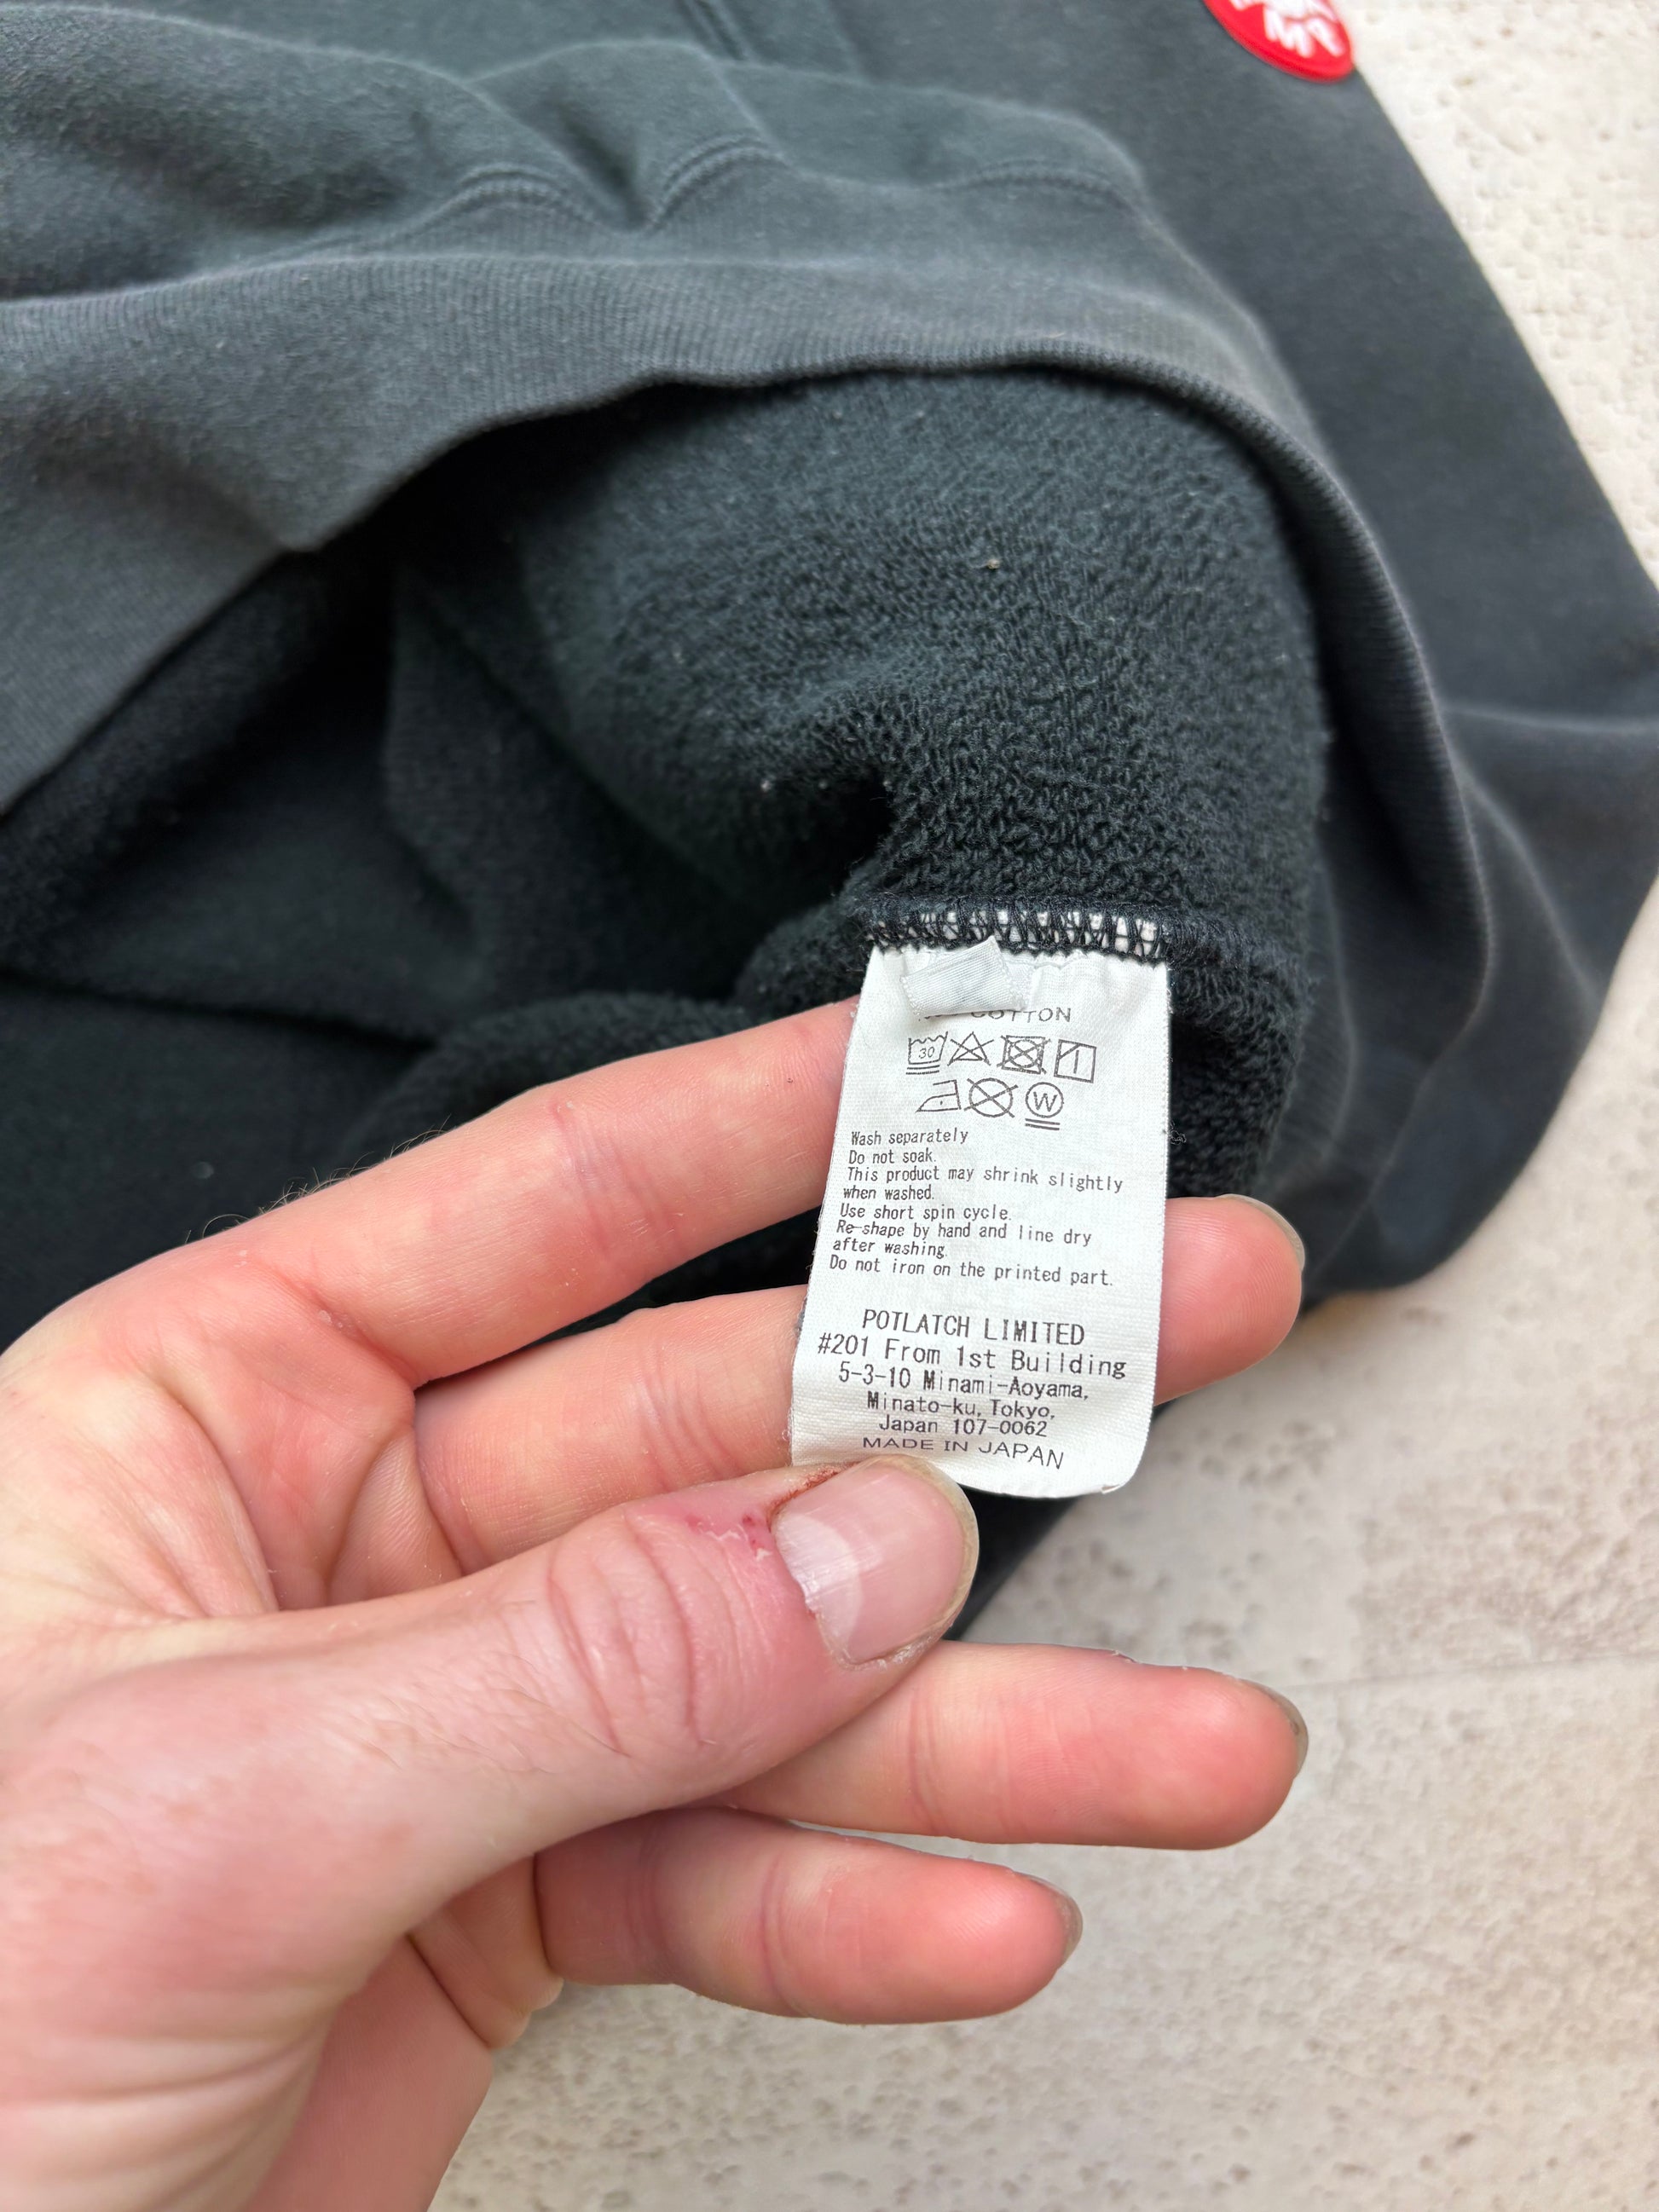 COTTON
30
W
Wash separately
Do not soak.
This product may shrink slightly
when washed.
Use short spin cycle.
Re-shape by hand and line dry
after washing.
Do not iron on the printed part.
POTLATCH LIMITED
#201 From 1st Building
5-3-10 Minami-Aoyama,
Minato-ku, Tokyo,
Japan 107-0062
MADE IN JAPAN